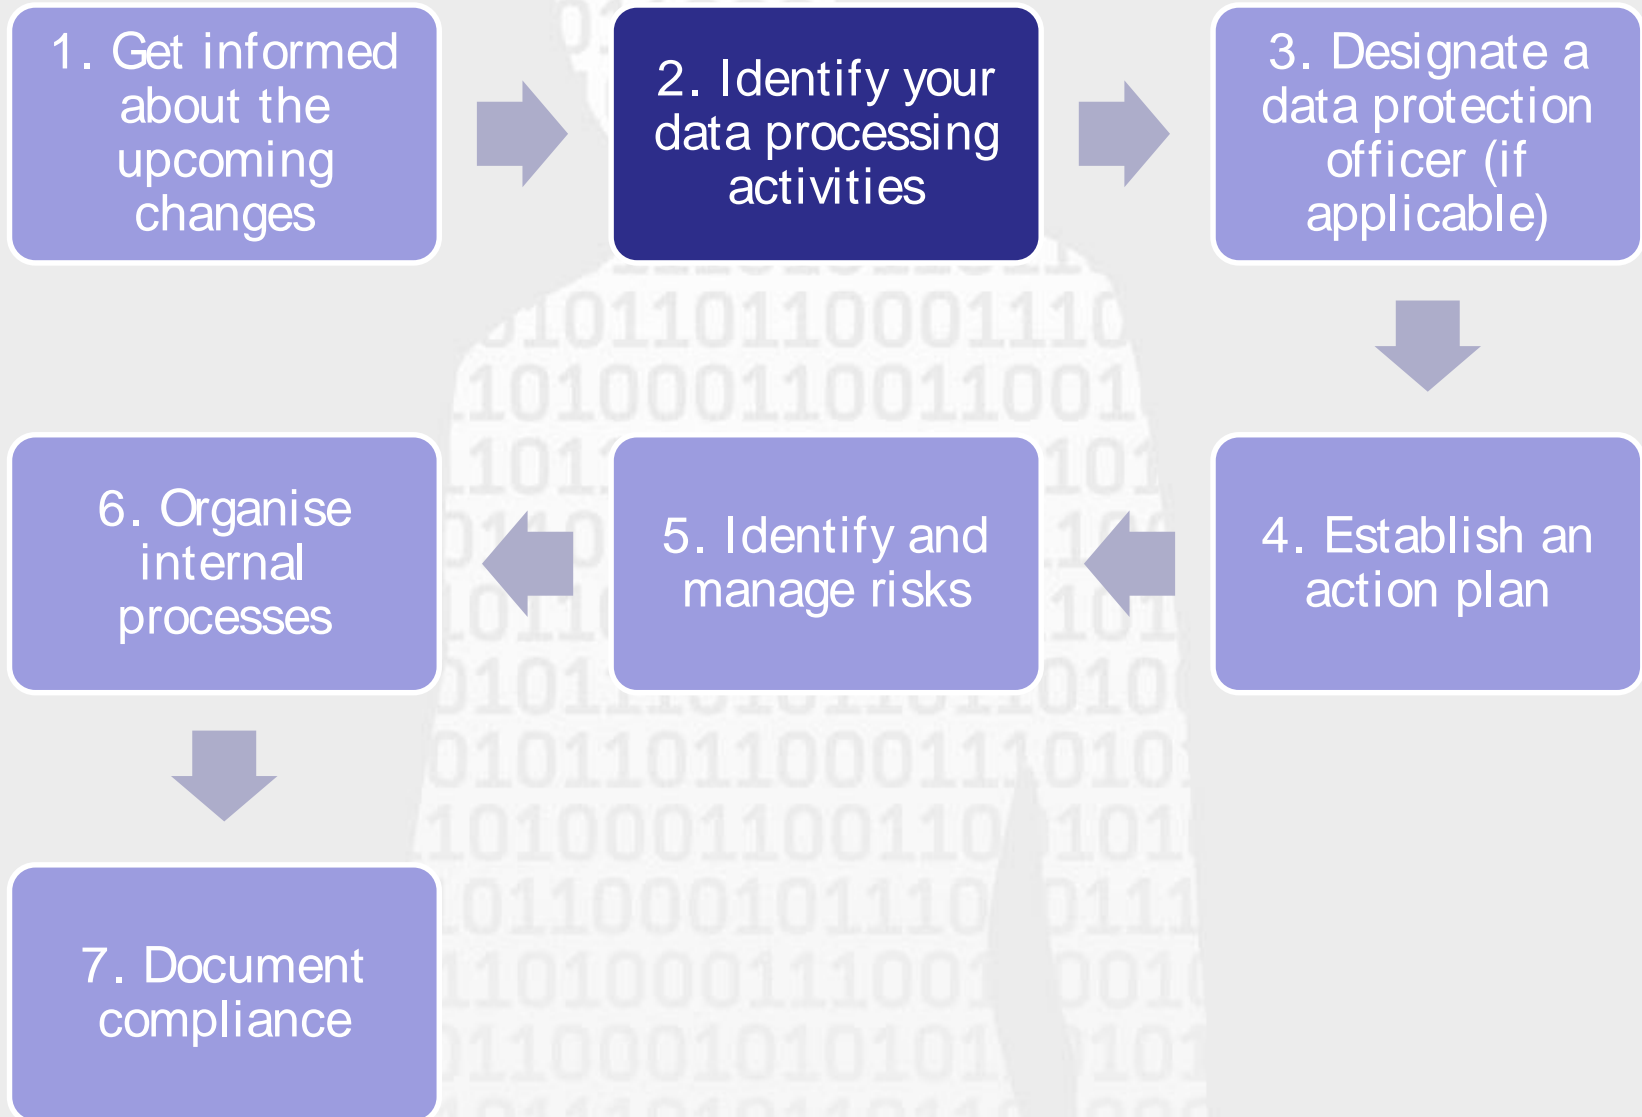 1. Get informed
about the
upcoming
changes
2. Identify your
data processing
activities
3. Designate a
data protection
officer (if
applicable)
4. Establish an
action plan
5. Identify and
manage risks
6. Organise
internal
processes
7. Document
compliance